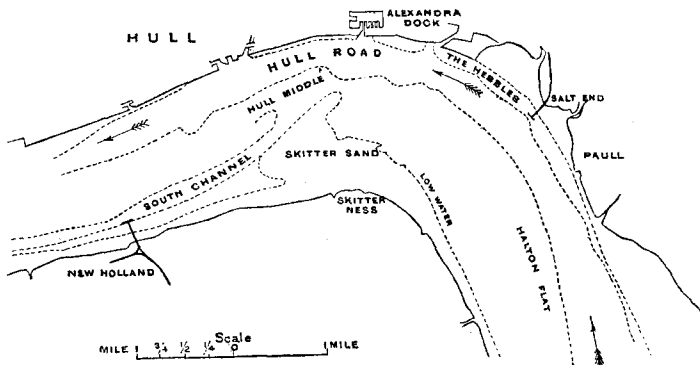 ALEXANDRA
DOCK
HULL
HULL ROAD
THE HEBBLES
HULL MIDDLE
SALT END
SKITTER SAND
PAULL
SOUTH CHANNEL
SKITTER
NESS
LOW WATER
HALTON FLAT
NEW HOLLAND
Scale
MILE 1 3/4 1/2 1/4 0 1 MILE